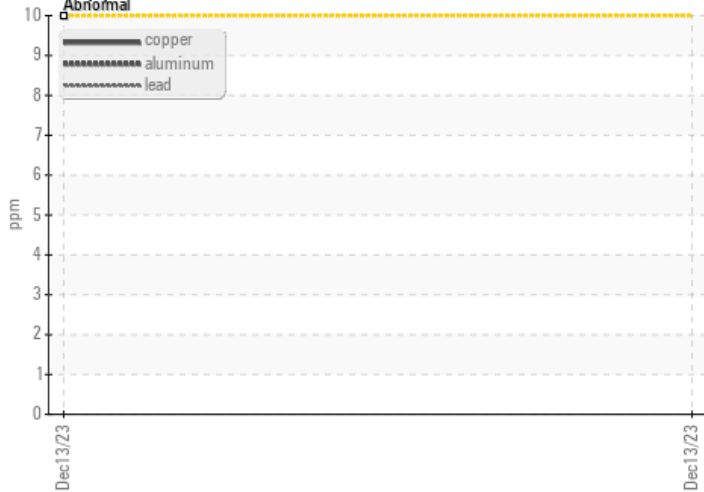 Abnormal
10
copper
9
aluminum
lead
8
7
6
ppm
5
4
3
2
1
0
Dec13/23
Dec13/23